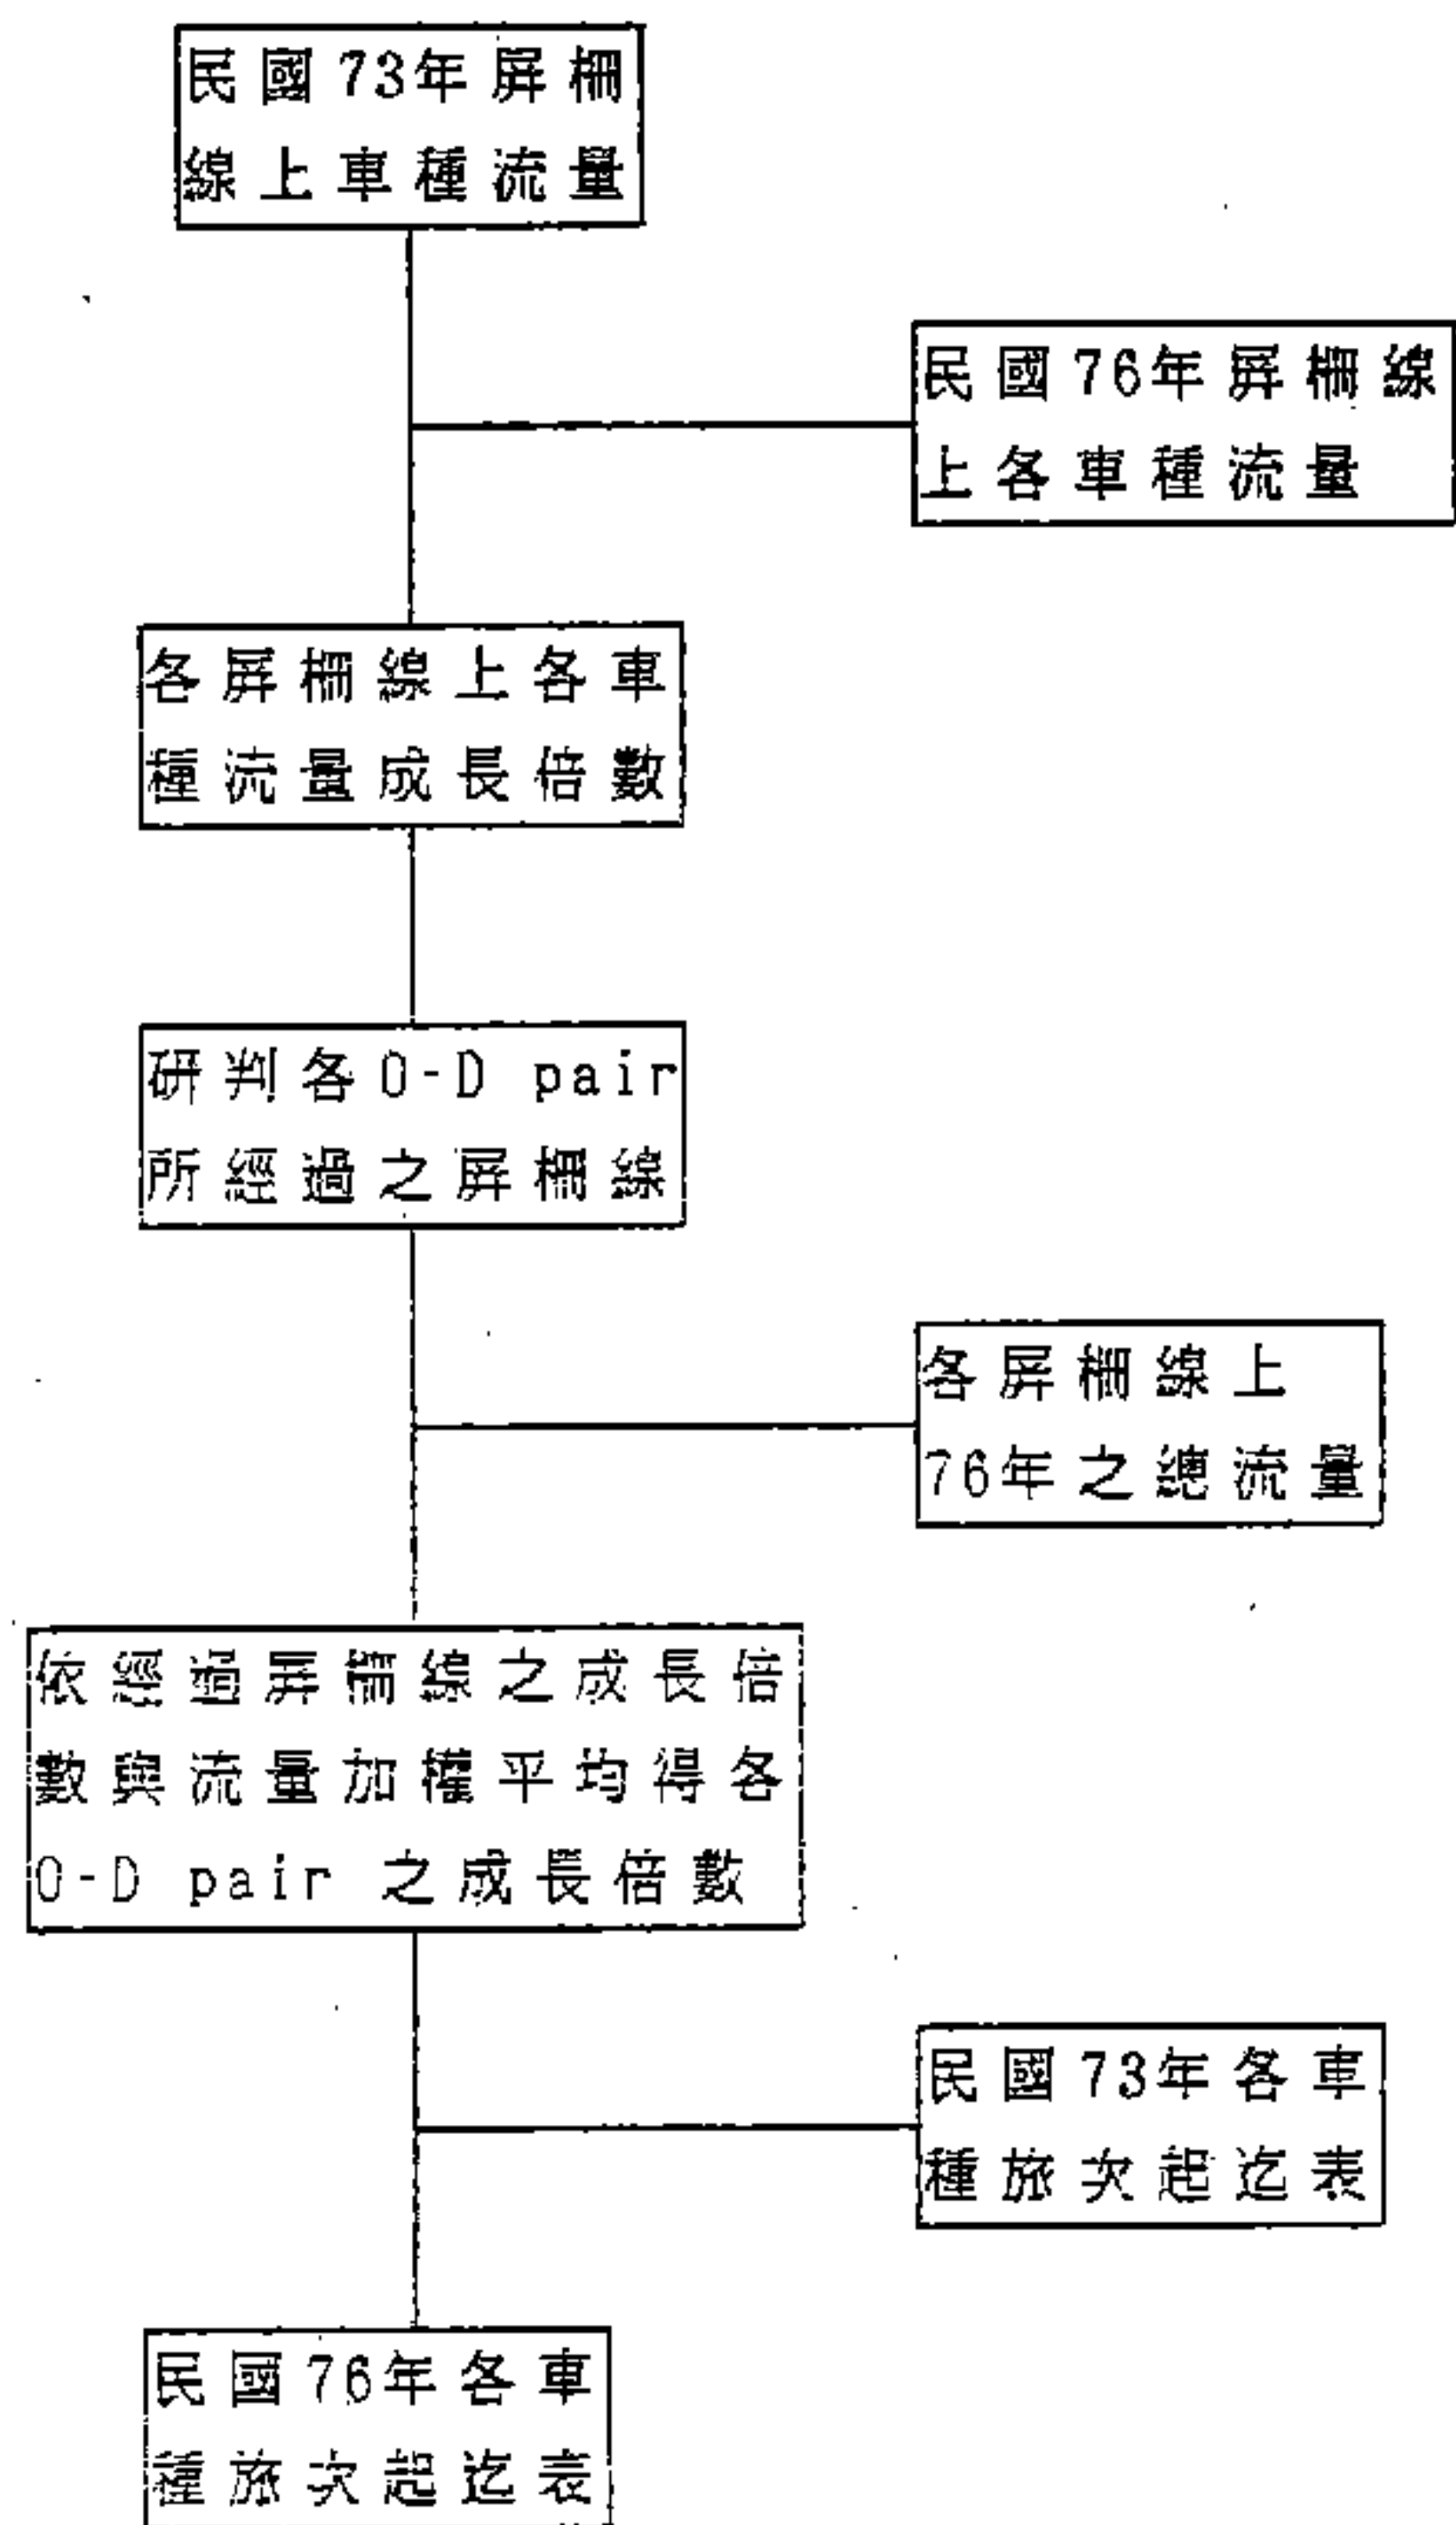 民國73年屏柵
線上車種流量
民國76年屏柵線
上各車種流量
各屏柵線上各車
種流量成長倍數
研判各O-D pair
所經過之屏柵線
各屏柵線上
76年之總流量
依經過屏柵線之成長倍
數與流量加權平均得各
O-D pair 之成長倍數
民國73年各車
種旅次起迄表
民國76年各車
種旅次起迄表